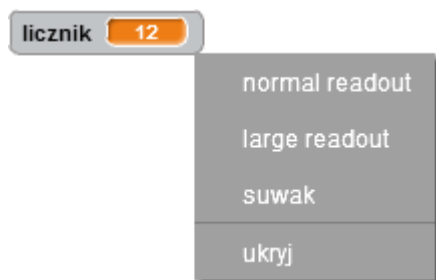 licznik 12
normal readout
large readout
suwak
ukryj